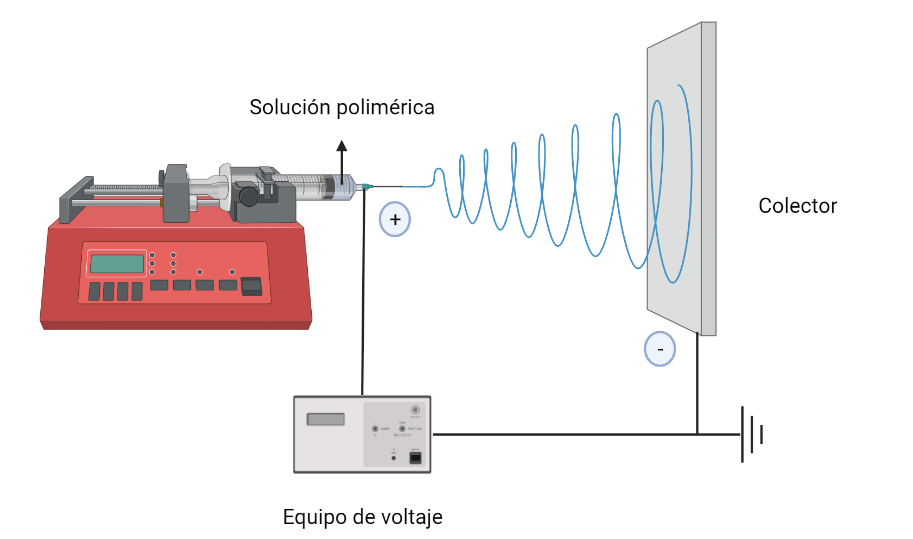 Solución polimérica
+
Colector
-
Equipo de voltaje